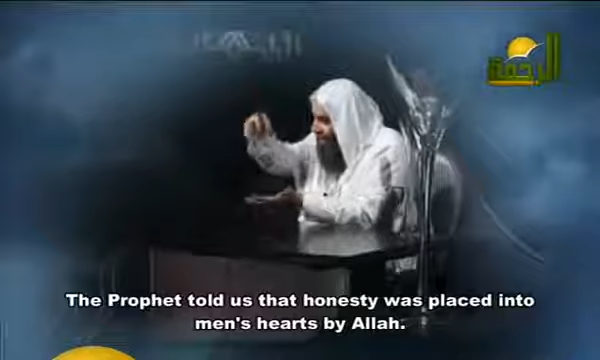 الرحمة
The Prophet told us that honesty was placed into
men's hearts by Allah.